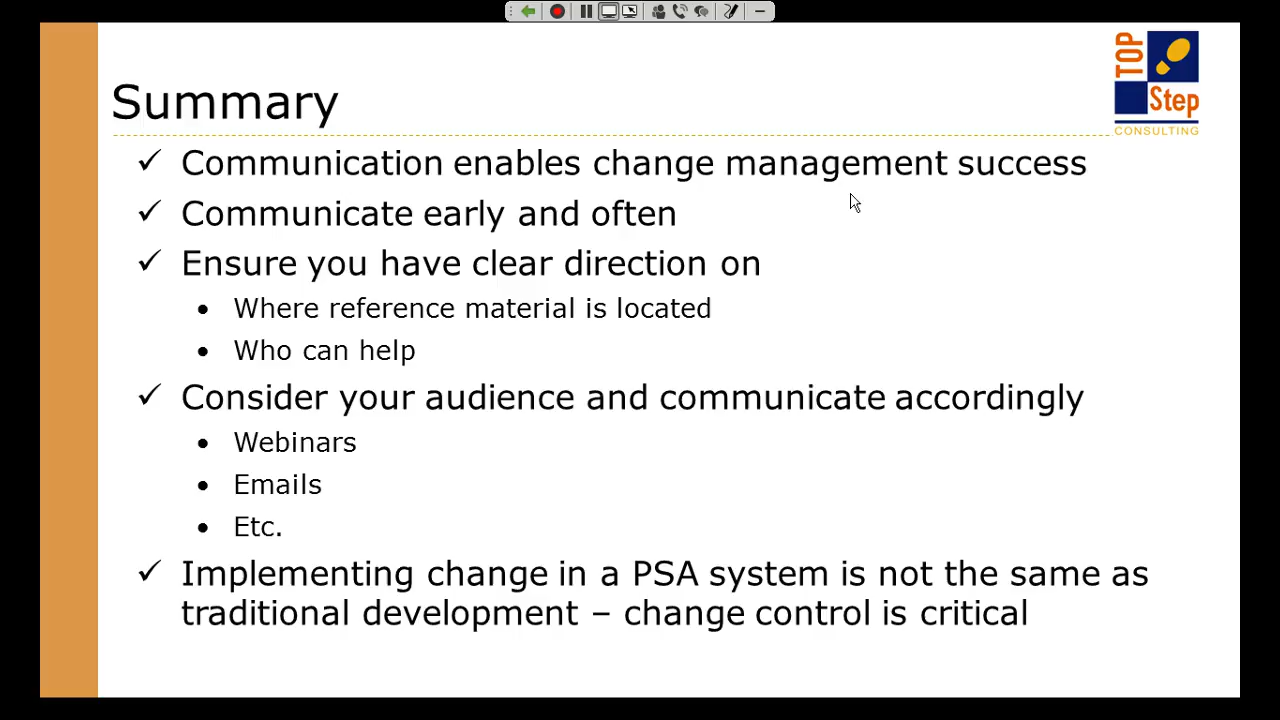 TOP
Step
CONSULTING
Summary
Communication enables change management success
Communicate early and often
Ensure you have clear direction on
Where reference material is located
Who can help
Consider your audience and communicate accordingly
Webinars
Emails
Etc.
Implementing change in a PSA system is not the same as
traditional development – change control is critical